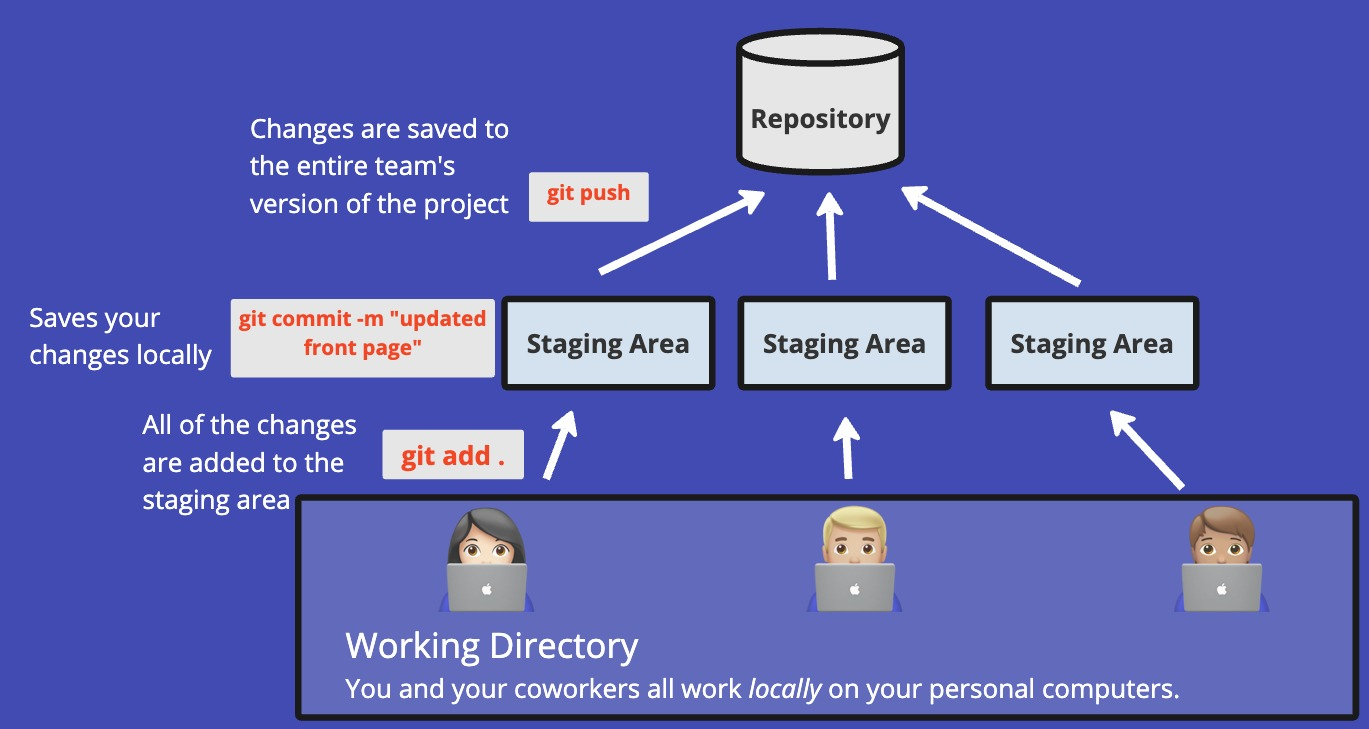 Repository
Changes are saved to
the entire team's
version of the project
git push
Saves your
changes locally
git commit -m "updated
front page"
Staging Area
Staging Area
Staging Area
All of the changes
are added to the
staging area
git add .
Working Directory
You and your coworkers all work locally on your personal computers.